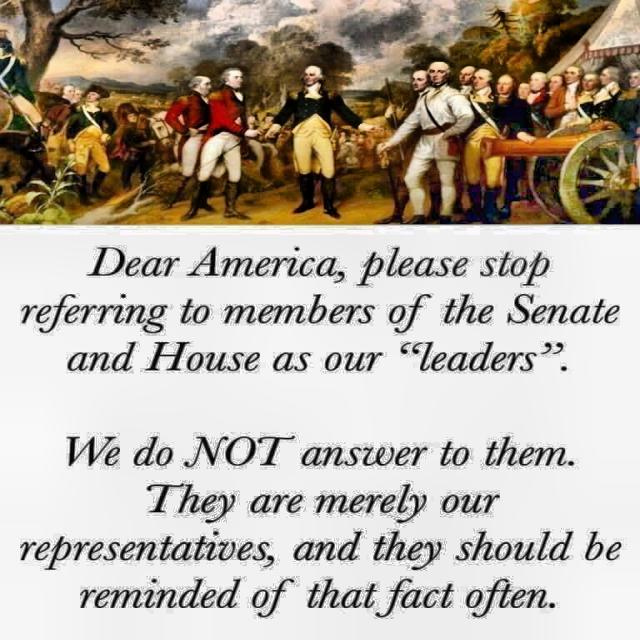 Dear America, please stop
referring to members of the Senate
and House as our “leaders”.
We do NOT answer to them.
They are merely our
representatives, and they should be
reminded of that fact often.